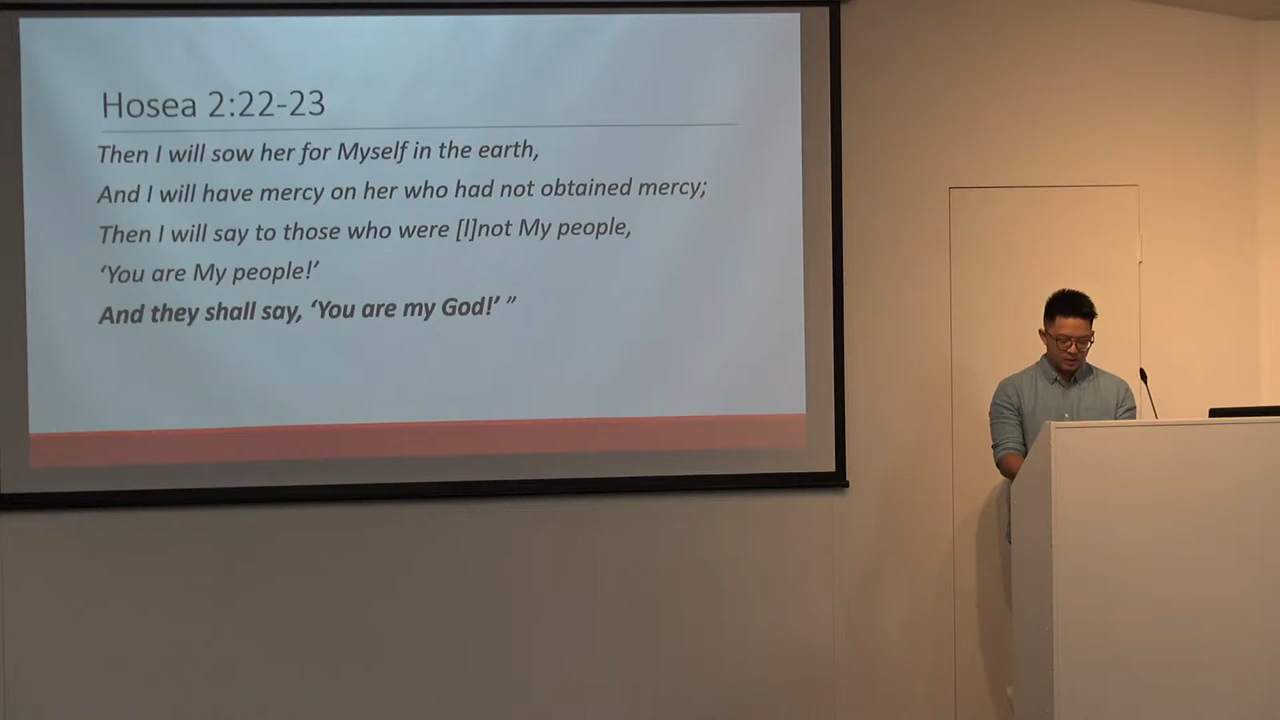 Hosea 2:22-23
Then I will sow her for Myself in the earth,
And I will have mercy on her who had not obtained mercy;
Then I will say to those who were [l]not My people,
‘You are My people!’
And they shall say, ‘You are my God!’ ”